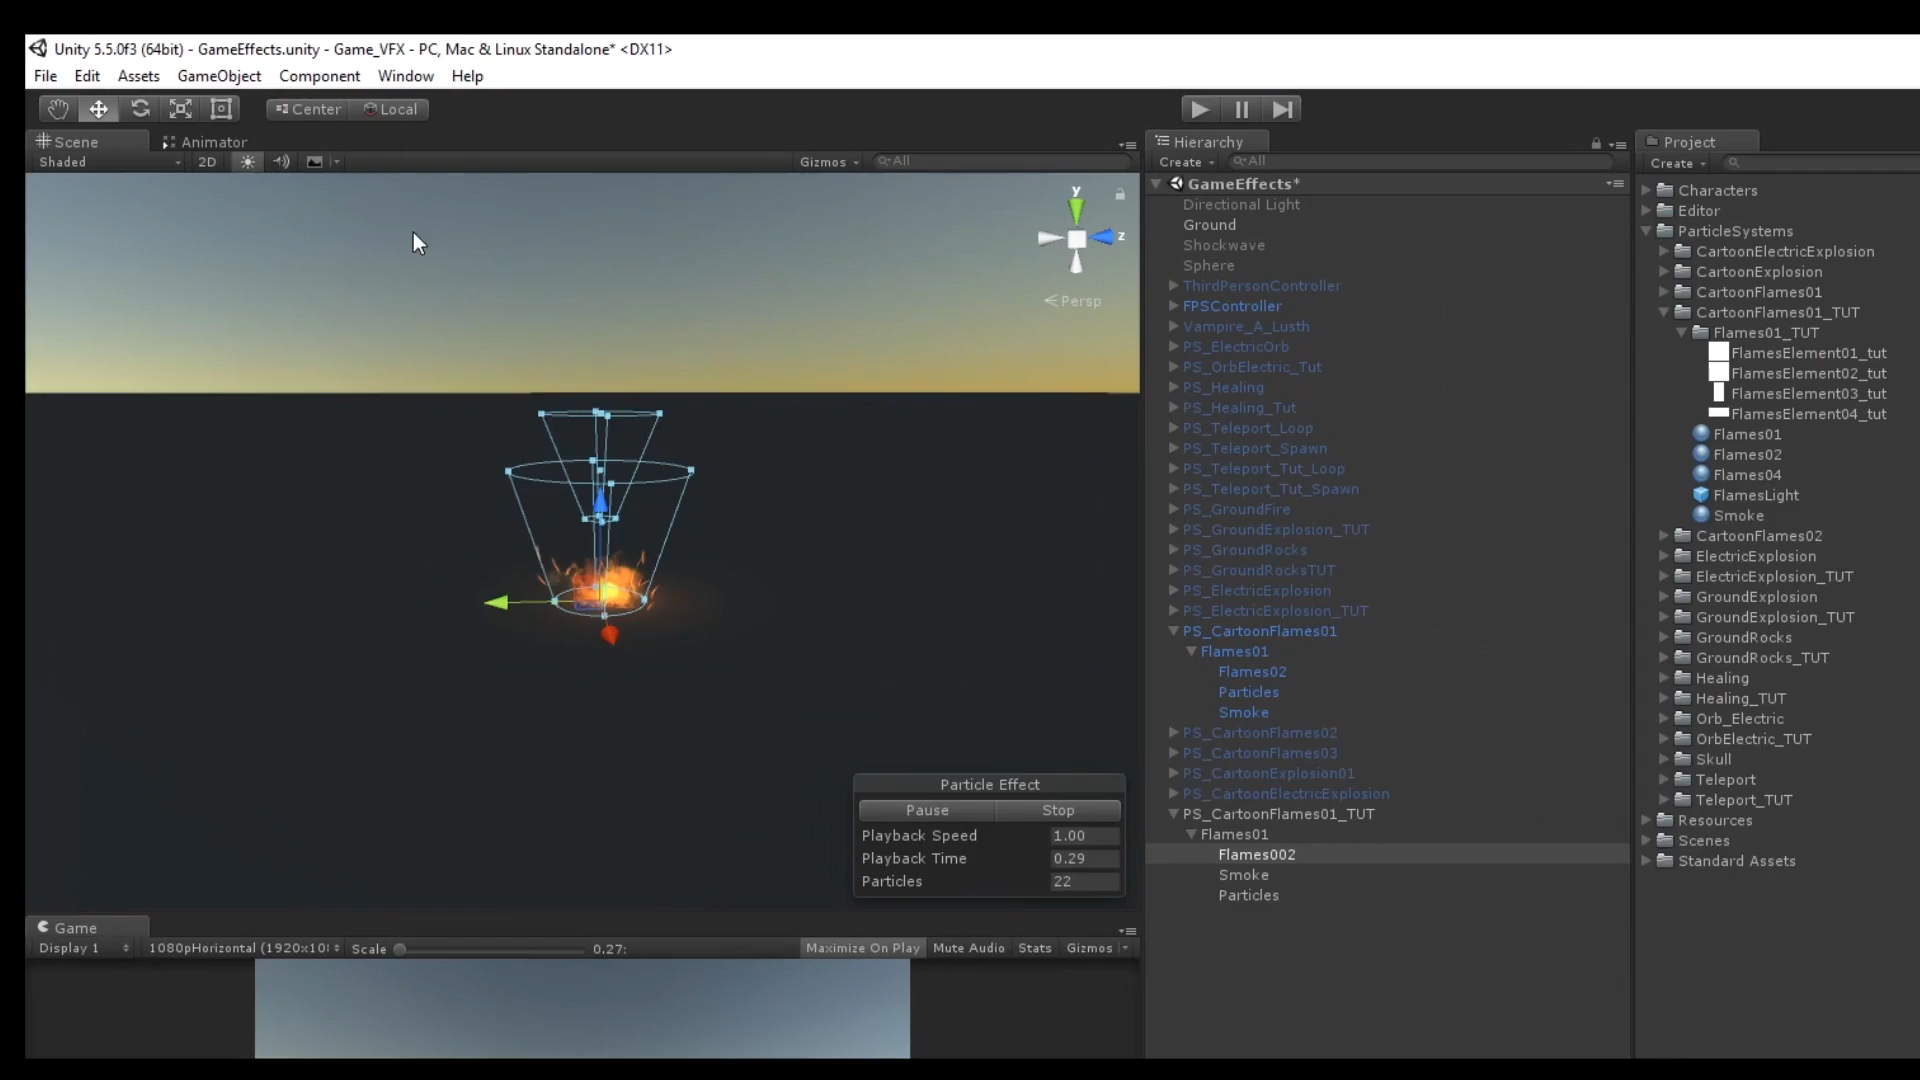 Unity 5.5.0f3 (64bit) - GameEffects.unity - Game_VFX - PC, Mac & Linux Standalone* <DX11>
File Edit Assets GameObject Component Window Help
Center Local
Scene Animator
Shaded 2D Gizmos All
y
z
Persp
Particle Effect
Pause Stop
Playback Speed 1.00
Playback Time 0.29
Particles 22
Game
Display 1 1080pHorizontal (1920x10 Scale 0.27: Maximize On Play Mute Audio Stats Gizmos
Hierarchy
Create All
GameEffects*
Directional Light
Ground
Shockwave
Sphere
ThirdPersonController
FPSController
Vampire_A_Lusth
PS_ElectricOrb
PS_OrbElectric_Tut
PS_Healing
PS_Healing_Tut
PS_Teleport_Loop
PS_Teleport_Spawn
PS_Teleport_Tut_Loop
PS_Teleport_Tut_Spawn
PS_GroundFire
PS_GroundExplosion_TUT
PS_GroundRocks
PS_GroundRocksTUT
PS_ElectricExplosion
PS_ElectricExplosion_TUT
PS_CartoonFlames01
Flames01
Flames02
Particles
Smoke
PS_CartoonFlames02
PS_CartoonFlames03
PS_CartoonExplosion01
PS_CartoonElectricExplosion
PS_CartoonFlames01_TUT
Flames01
Flames002
Smoke
Particles
Project
Create
Characters
Editor
ParticleSystems
CartoonElectricExplosion
CartoonExplosion
CartoonFlames01
CartoonFlames01_TUT
Flames01_TUT
FlamesElement01_tut
FlamesElement02_tut
FlamesElement03_tut
FlamesElement04_tut
Flames01
Flames02
Flames04
FlamesLight
Smoke
CartoonFlames02
ElectricExplosion
ElectricExplosion_TUT
GroundExplosion
GroundExplosion_TUT
GroundRocks
GroundRocks_TUT
Healing
Healing_TUT
Orb_Electric
OrbElectric_TUT
Skull
Teleport
Teleport_TUT
Resources
Scenes
Standard Assets